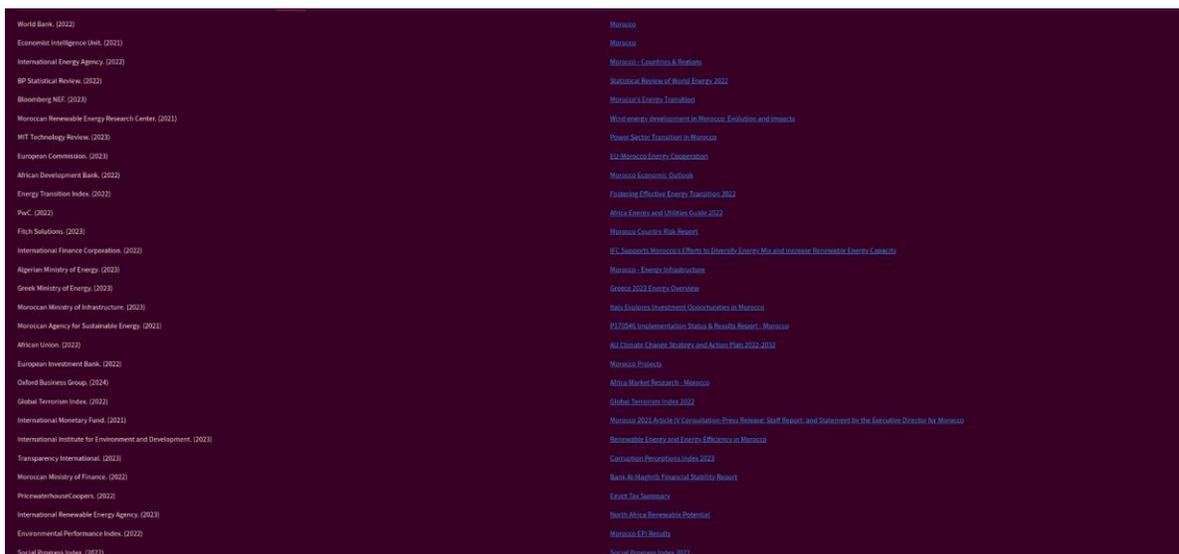 World Bank. (2022) Morocco
Economist Intelligence Unit. (2021) Morocco
International Energy Agency. (2022) Morocco - Countries & Regions
BP Statistical Review. (2022) Statistical Review of World Energy 2022
Bloomberg NEF. (2023) Morocco's Energy Transition
Moroccan Renewable Energy Research Center. (2021) Wind energy development in Morocco: Evolution and impacts
MIT Technology Review. (2023) Power Sector Transition in Morocco
European Commission. (2023) EU-Morocco Energy Cooperation
African Development Bank. (2022) Morocco Economic Outlook
Energy Transition Index. (2022) Fostering Effective Energy Transition 2022
PwC. (2022) Africa Energy and Utilities Guide 2022
Fitch Solutions. (2023) Morocco Country Risk Report
International Finance Corporation. (2022) IFC Supports Morocco's Efforts to Diversify Energy Mix and Increase Renewable Energy Capacity
Algerian Ministry of Energy. (2023) Morocco - Energy Infrastructure
Greek Ministry of Energy. (2023) Greece 2023 Energy Overview
Moroccan Ministry of Infrastructure. (2023) Italy Explores Investment Opportunities in Morocco
Moroccan Agency for Sustainable Energy. (2021) P170546 Implementation Status & Results Report - Morocco
African Union. (2022) AU Climate Change Strategy and Action Plan 2022-2032
European Investment Bank. (2022) Morocco Projects
Oxford Business Group. (2024) Africa Market Research - Morocco
Global Terrorism Index. (2022) Global Terrorism Index 2022
International Monetary Fund. (2021) Morocco 2021 Article IV Consultation-Press Release; Staff Report; and Statement by the Executive Director for Morocco
International Institute for Environment and Development. (2023) Renewable Energy and Energy Efficiency in Morocco
Transparency International. (2023) Corruption Perceptions Index 2023
Moroccan Ministry of Finance. (2022) Bank Al-Maghrib Financial Stability Report
PricewaterhouseCoopers. (2022) Egypt Tax Summary
International Renewable Energy Agency. (2023) North Africa Renewable Potential
Environmental Performance Index. (2022) Morocco EPI Results
Social Progress Index. (2022) Social Progress Index 2022